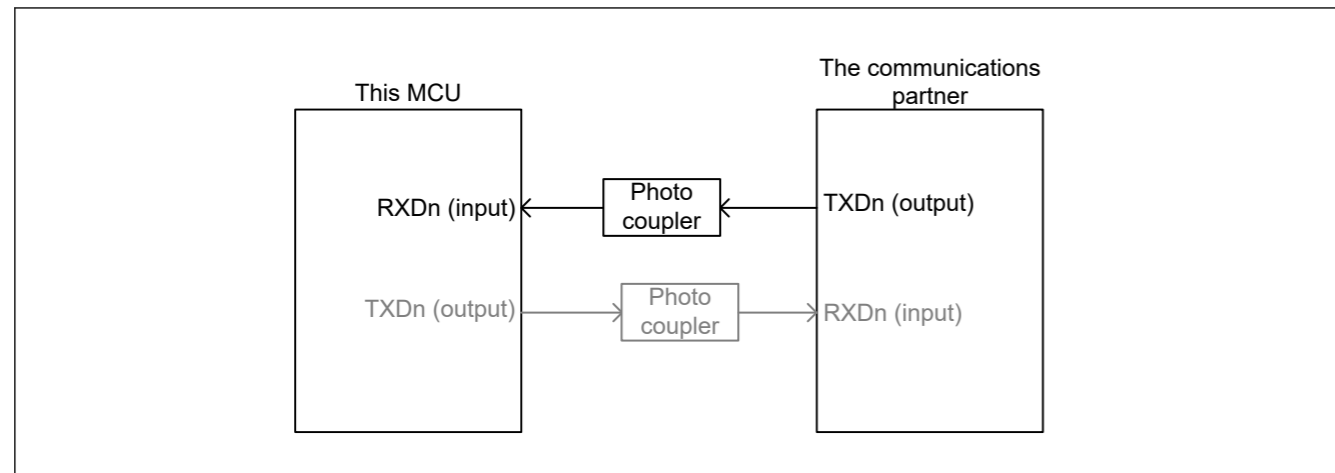 This MCU
The communications
partner
RXDn (input)
Photo
coupler
TXDn (output)
TXDn (output)
Photo
coupler
RXDn (input)